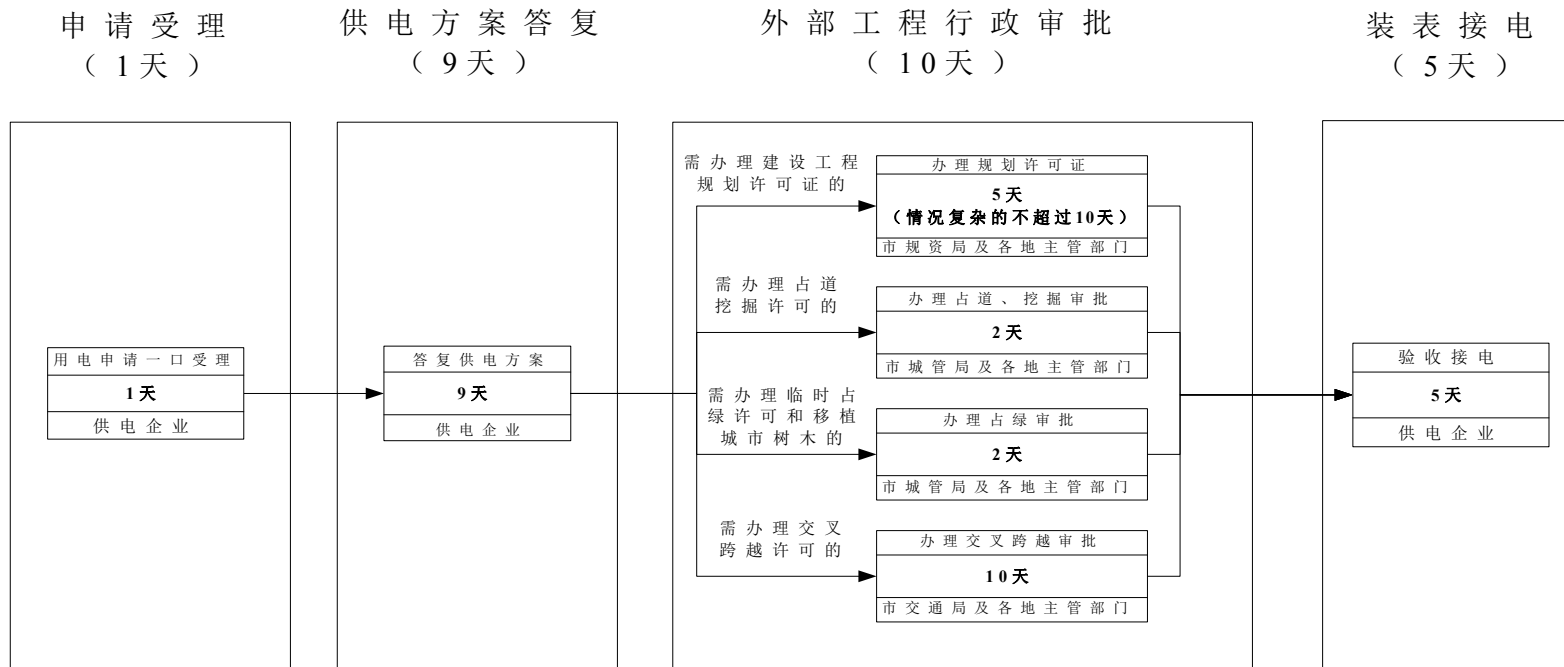 申请受理
（1天）
供电方案答复
（9天）
外部工程行政审批
（10天）
装表接电
（5天）
用电申请一口受理
1天
供电企业
答复供电方案
9天
供电企业
需办理建设工程
规划许可证的
办理规划许可证
5天
（情况复杂的不超过10天）
市规资局及各地主管部门
需办理占道
挖掘许可的
办理占道、挖掘审批
2天
市城管局及各地主管部门
需办理临时占
绿许可和移植
城市树木的
办理占绿审批
2天
市城管局及各地主管部门
需办理交叉
跨越许可的
办理交叉跨越审批
10天
市交通局及各地主管部门
验收接电
5天
供电企业